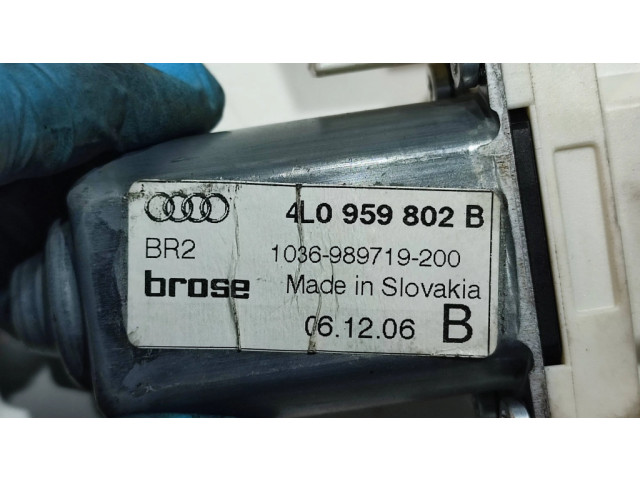 4L0 959 802 B
BR2 1036-989719-200
brose Made in Slovakia
06.12.06 B